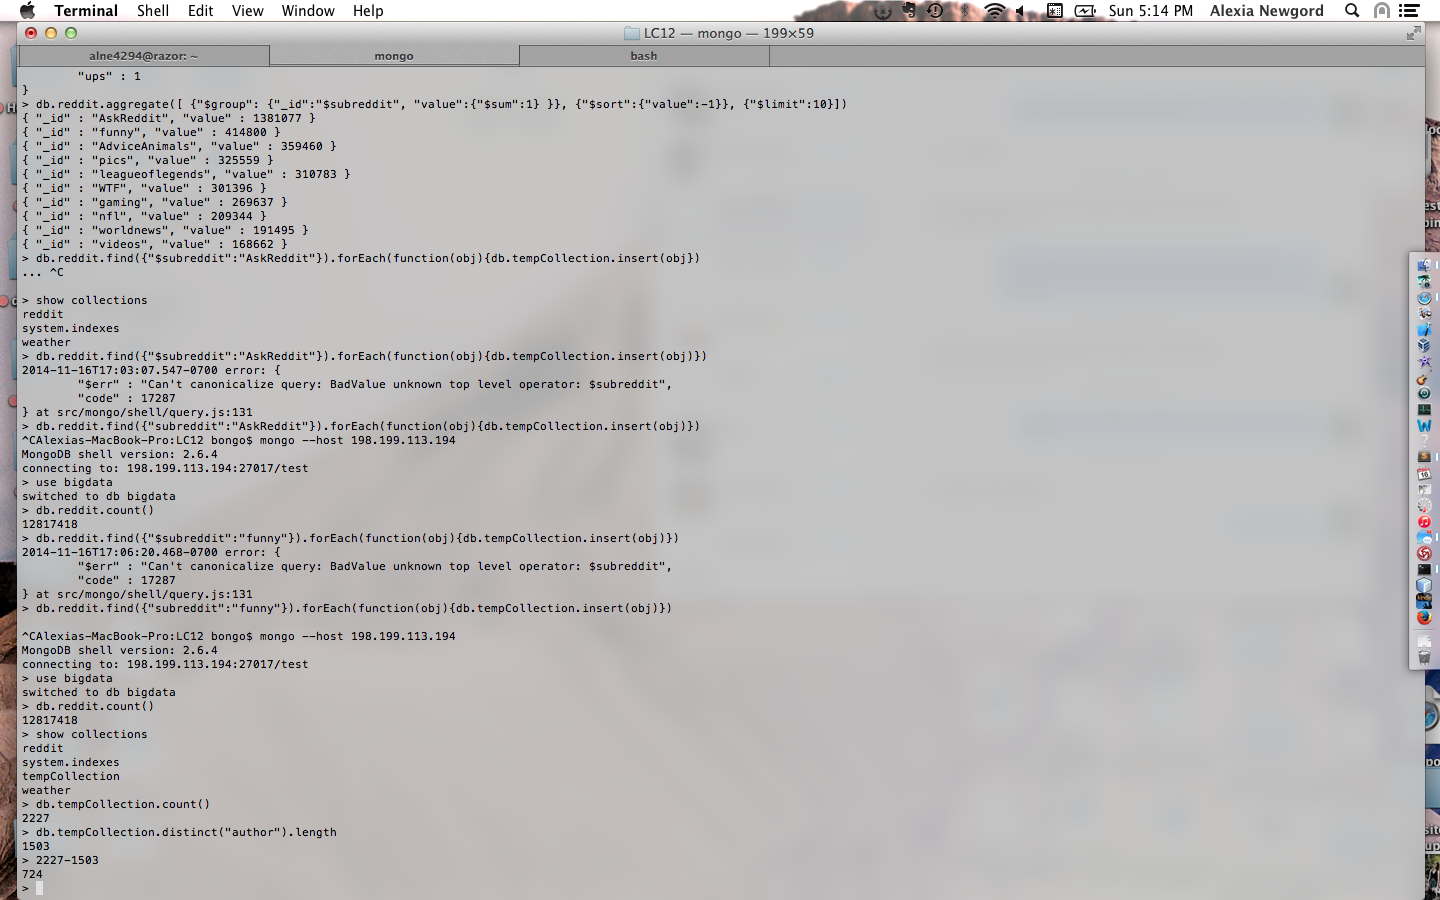 Terminal Shell Edit View Window Help Sun 5:14 PM Alexia Newgord
LC12 — mongo — 199×59
alne4294@razor: ~ mongo bash
"ups" : 1
}
> db.reddit.aggregate([ {"$group": {"_id":"$subreddit", "value":{"$sum":1} }}, {"$sort":{"value":-1}}, {"$limit":10}])
{ "_id" : "AskReddit", "value" : 1381077 }
{ "_id" : "funny", "value" : 414800 }
{ "_id" : "AdviceAnimals", "value" : 359460 }
{ "_id" : "pics", "value" : 325559 }
{ "_id" : "leagueoflegends", "value" : 310783 }
{ "_id" : "WTF", "value" : 301396 }
{ "_id" : "gaming", "value" : 269637 }
{ "_id" : "nfl", "value" : 209344 }
{ "_id" : "worldnews", "value" : 191495 }
{ "_id" : "videos", "value" : 168662 }
> db.reddit.find({"$subreddit":"AskReddit"}).forEach(function(obj){db.tempCollection.insert(obj})
... ^C
> show collections
reddit
system.indexes
weather
> db.reddit.find({"$subreddit":"AskReddit"}).forEach(function(obj){db.tempCollection.insert(obj)})
2014-11-16T17:03:07.547-0700 error: {
"$err" : "Can't canonicalize query: BadValue unknown top level operator: $subreddit",
"code" : 17287
} at src/mongo/shell/query.js:131
> db.reddit.find({"subreddit":"AskReddit"}).forEach(function(obj){db.tempCollection.insert(obj)})
^CAlexias-MacBook-Pro:LC12 bongo$ mongo --host 198.199.113.194
MongoDB shell version: 2.6.4
connecting to: 198.199.113.194:27017/test
> use bigdata
switched to db bigdata
> db.reddit.count()
12817418
> db.reddit.find({"$subreddit":"funny"}).forEach(function(obj){db.tempCollection.insert(obj)})
2014-11-16T17:06:20.468-0700 error: {
"$err" : "Can't canonicalize query: BadValue unknown top level operator: $subreddit",
"code" : 17287
} at src/mongo/shell/query.js:131
> db.reddit.find({"subreddit":"funny"}).forEach(function(obj){db.tempCollection.insert(obj)})
^CAlexias-MacBook-Pro:LC12 bongo$ mongo --host 198.199.113.194
MongoDB shell version: 2.6.4
connecting to: 198.199.113.194:27017/test
> use bigdata
switched to db bigdata
> db.reddit.count()
12817418
> show collections
reddit
system.indexes
tempCollection
weather
> db.tempCollection.count()
2227
> db.tempCollection.distinct("author").length
1503
> 2227-1503
724
>